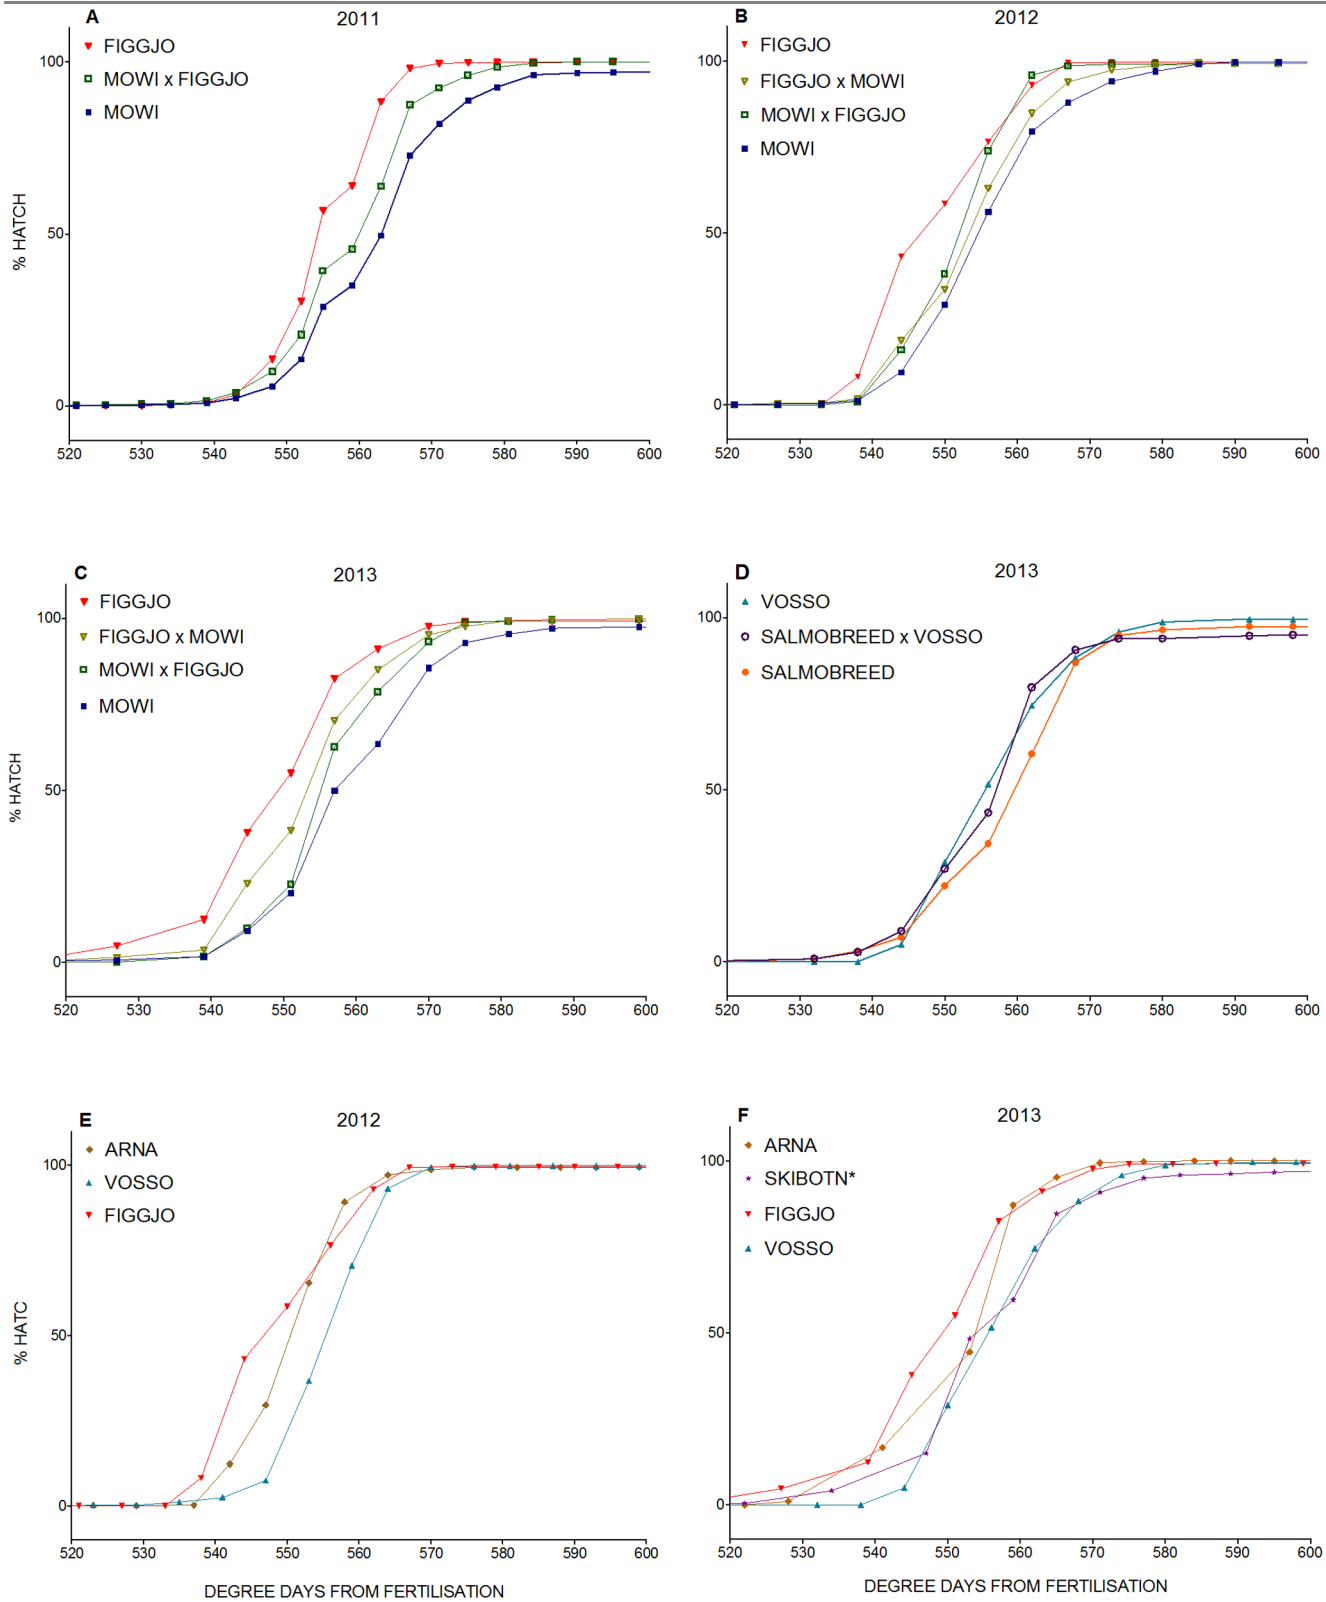 A 2011
FIGGJO
MOWI x FIGGJO
MOWI
100
50
0
% HATCH
520 530 540 550 560 570 580 590 600
B 2012
FIGGJO
FIGGJO x MOWI
MOWI x FIGGJO
MOWI
100
50
0
520 530 540 550 560 570 580 590 600
C 2013
FIGGJO
FIGGJO x MOWI
MOWI x FIGGJO
MOWI
100
50
0
% HATCH
520 530 540 550 560 570 580 590 600
D 2013
VOSSO
SALMOBREED x VOSSO
SALMOBREED
100
50
0
520 530 540 550 560 570 580 590 600
E 2012
ARNA
VOSSO
FIGGJO
100
50
0
% HATC
520 530 540 550 560 570 580 590 600
DEGREE DAYS FROM FERTILISATION
F 2013
ARNA
SKIBOTN*
FIGGJO
VOSSO
100
50
0
520 530 540 550 560 570 580 590 600
DEGREE DAYS FROM FERTILISATION